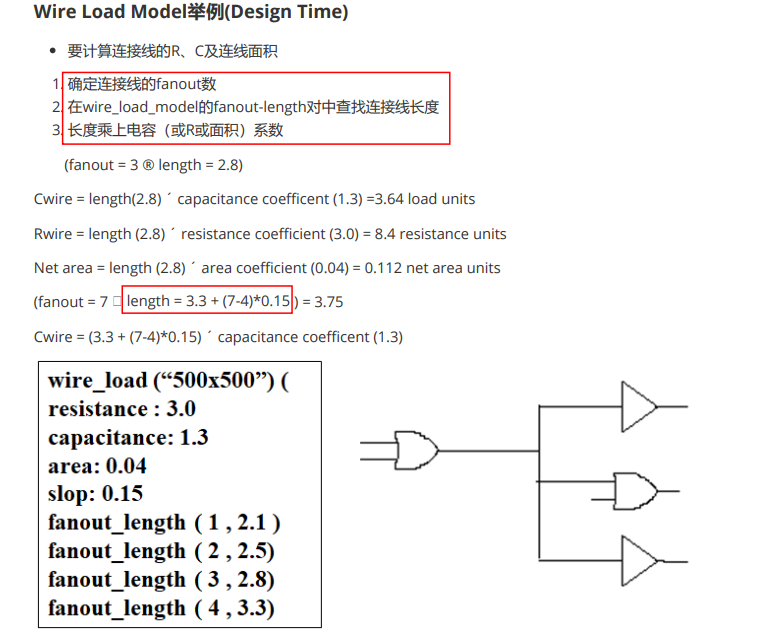 Wire Load Model举例(Design Time)
• 要计算连接线的R、C及连线面积
1. 确定连接线的fanout数
2. 在wire_load_model的fanout-length对中查找连接线长度
3. 长度乘上电容（或R或面积）系数
(fanout = 3 ® length = 2.8)
Cwire = length(2.8) ´ capacitance coefficent (1.3) =3.64 load units
Rwire = length (2.8) ´ resistance coefficient (3.0) = 8.4 resistance units
Net area = length (2.8) ´ area coefficient (0.04) = 0.112 net area units
(fanout = 7 □ length = 3.3 + (7-4)*0.15 ) = 3.75
Cwire = (3.3 + (7-4)*0.15) ´ capacitance coefficent (1.3)
wire_load (“500x500”) (
resistance : 3.0
capacitance: 1.3
area: 0.04
slop: 0.15
fanout_length ( 1 , 2.1 )
fanout_length ( 2 , 2.5)
fanout_length ( 3 , 2.8)
fanout_length ( 4 , 3.3)